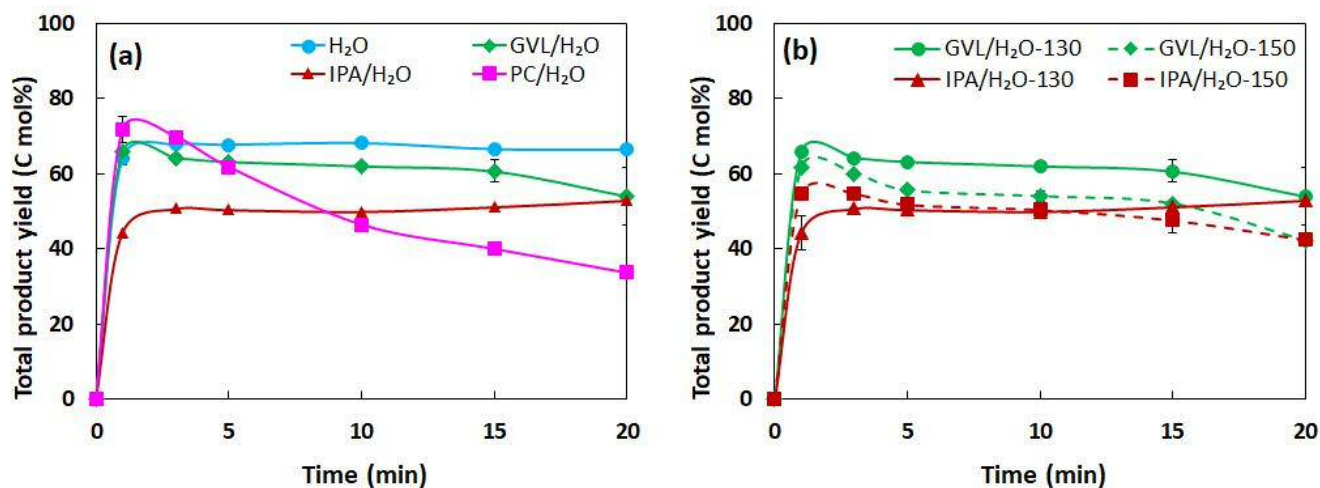 (a)
H₂O
GVL/H₂O
IPA/H₂O
PC/H₂O
Total product yield (C mol%)
100
80
60
40
20
0
0 5 10 15 20
Time (min)
(b)
GVL/H₂O-130
GVL/H₂O-150
IPA/H₂O-130
IPA/H₂O-150
Total product yield (C mol%)
100
80
60
40
20
0
0 5 10 15 20
Time (min)